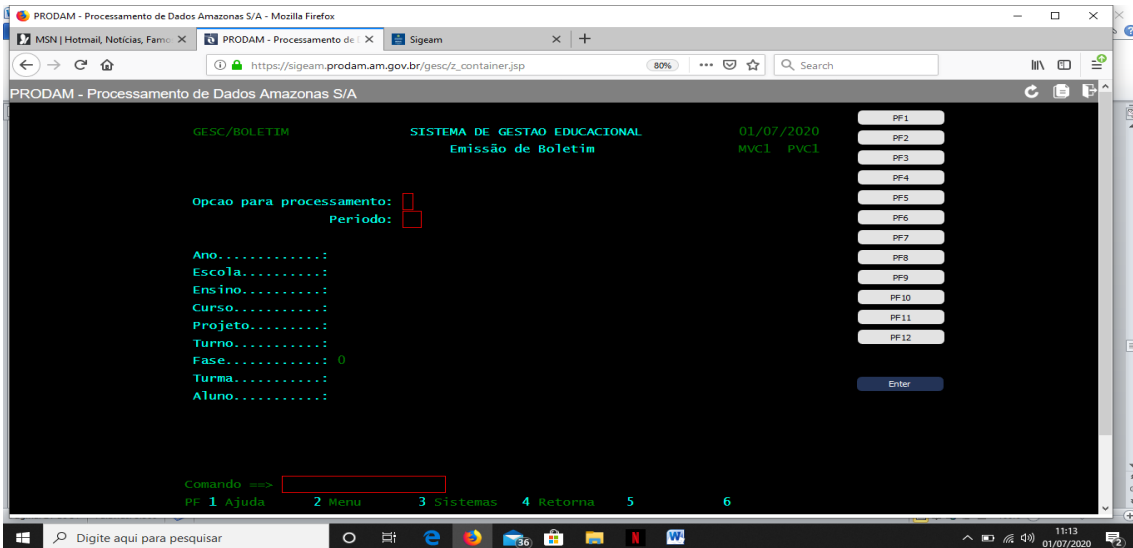 PRODAM - Processamento de Dados Amazonas S/A - Mozilla Firefox
MSN | Hotmail, Notícias, Famo
PRODAM - Processamento de
Sigeam
https://sigeam.prodam.am.gov.br/gesc/z_container.jsp
80%
Search
PRODAM - Processamento de Dados Amazonas S/A
GESC/BOLETIM SISTEMA DE GESTAO EDUCACIONAL 01/07/2020
Emissão de Boletim MVC1 PVC1
Opcao para processamento:
Periodo:
Ano............:
Escola..........:
Ensino..........:
Curso...........:
Projeto.........:
Turno...........:
Fase............: 0
Turma...........:
Aluno...........:
Comando ==>
PF 1 Ajuda 2 Menu 3 Sistemas 4 Retorna 5 6
PF1
PF2
PF3
PF4
PF5
PF6
PF7
PF8
PF9
PF10
PF11
PF12
Enter
Digite aqui para pesquisar
36
11:13
01/07/2020
2